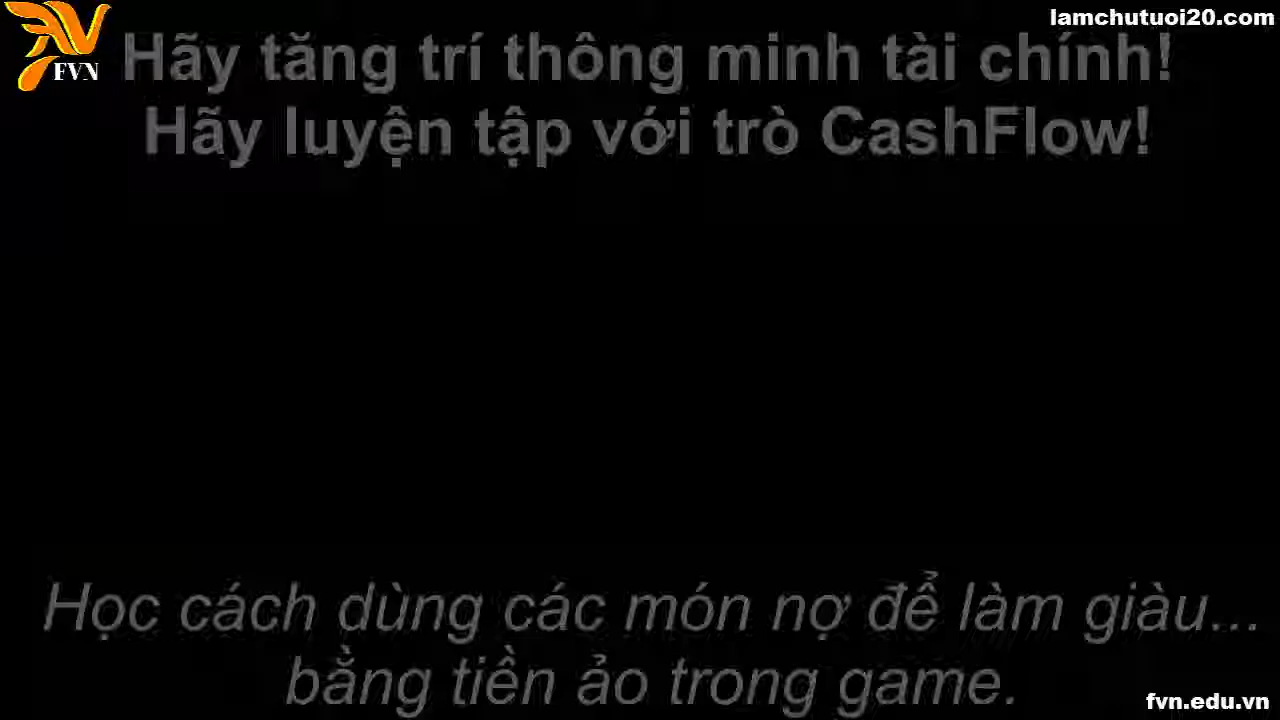 lamchutuoi20.com
FVN
Hãy tăng trí thông minh tài chính!
Hãy luyện tập với trò CashFlow!
Học cách dùng các món nợ để làm giàu...
bằng tiền ảo trong game.
fvn.edu.vn